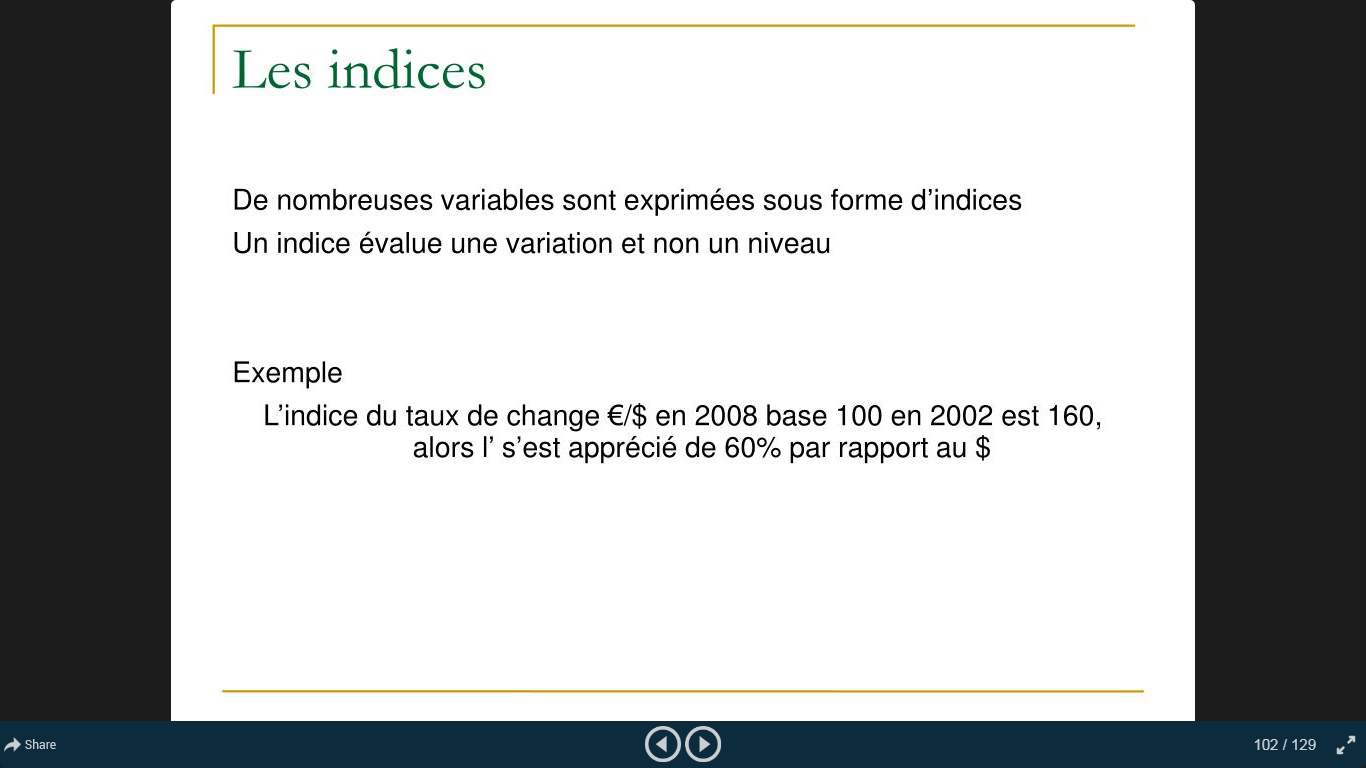 Les indices
De nombreuses variables sont exprimées sous forme d’indices
Un indice évalue une variation et non un niveau
Exemple
L’indice du taux de change €/$ en 2008 base 100 en 2002 est 160,
alors l’ s’est apprécié de 60% par rapport au $
Share
102 / 129